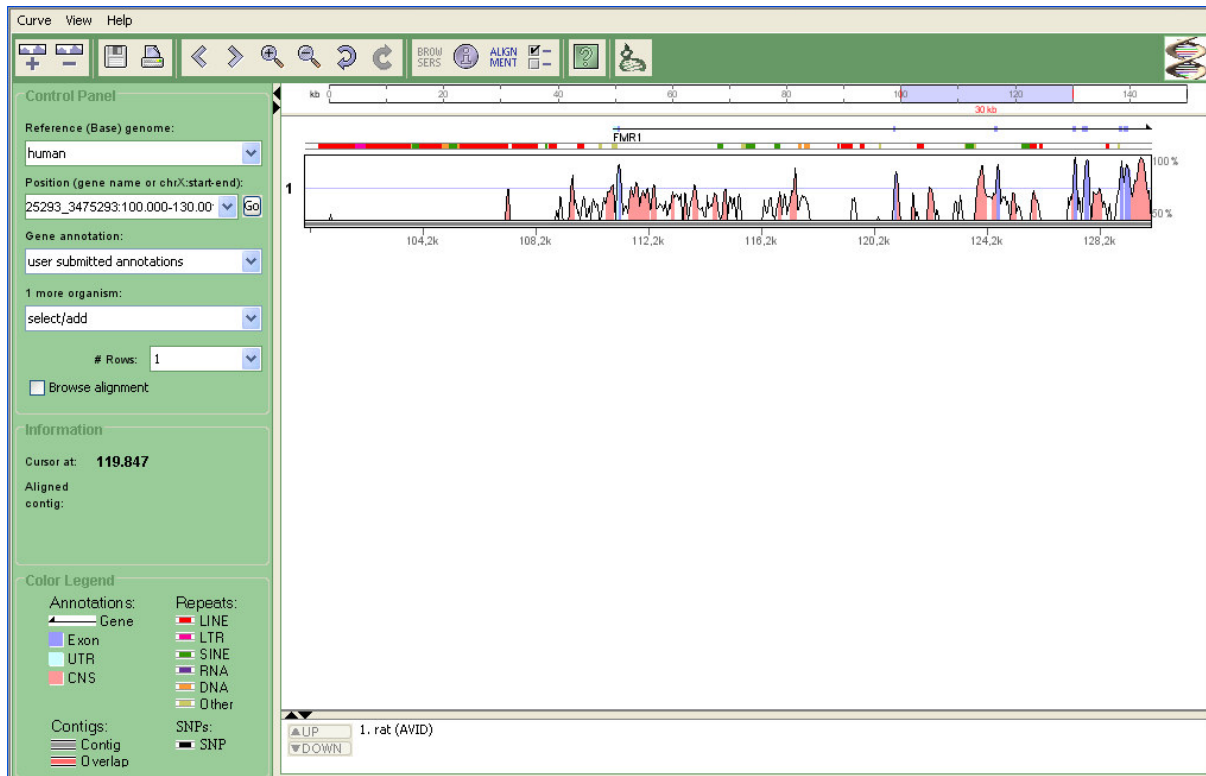 Curve View Help
BROW SERS
ALIGN MENT
Control Panel
Reference (Base) genome:
human
Position (gene name or chrX:start-end):
25293_3475293:100.000-130.00
Go
Gene annotation:
user submitted annotations
1 more organism:
select/add
# Rows: 1
Browse alignment
Information
Cursor at: 119.847
Aligned
contig:
Color Legend
Annotations:
Gene
Exon
UTR
CNS
Repeats:
LINE
LTR
SINE
RNA
DNA
Other
Contigs:
Contig
Overlap
SNPs:
SNP
kb 0 20 40 60 80 100 120 140
30 kb
FMR1
1
100 %
50 %
104,2k 108,2k 112,2k 116,2k 120,2k 124,2k 128,2k
UP
DOWN
1. rat (AVID)